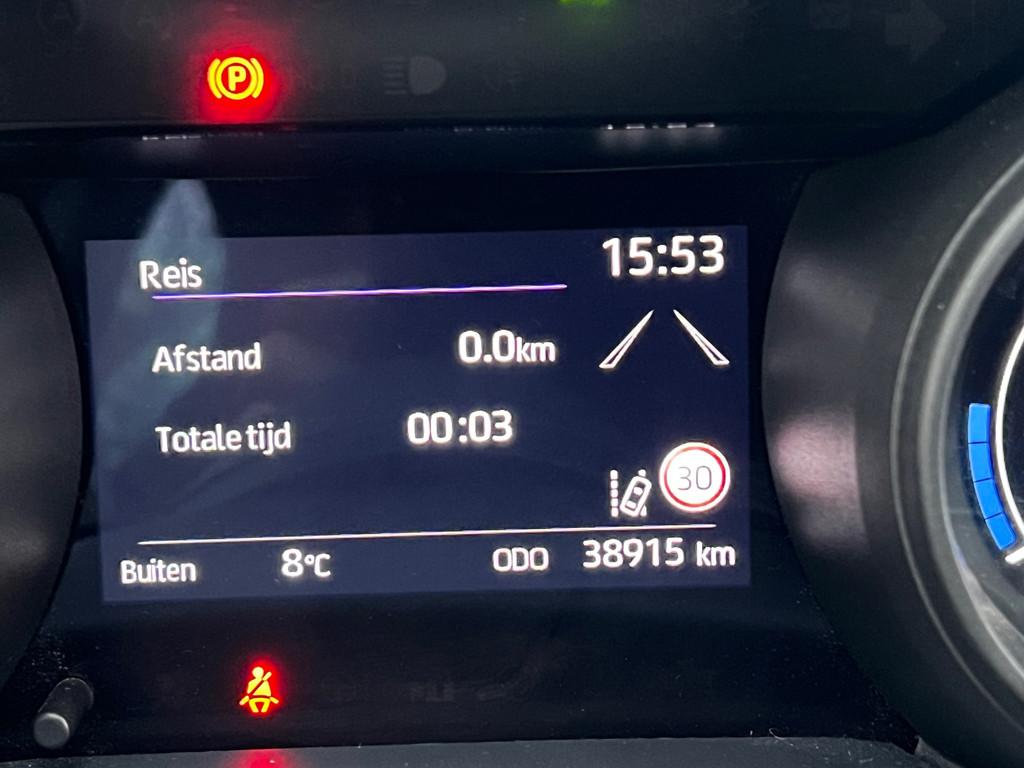 P
Reis 15:53
Afstand 0.0km
Totale tijd 00:03
30
Buiten 8°C ODO 38915 km